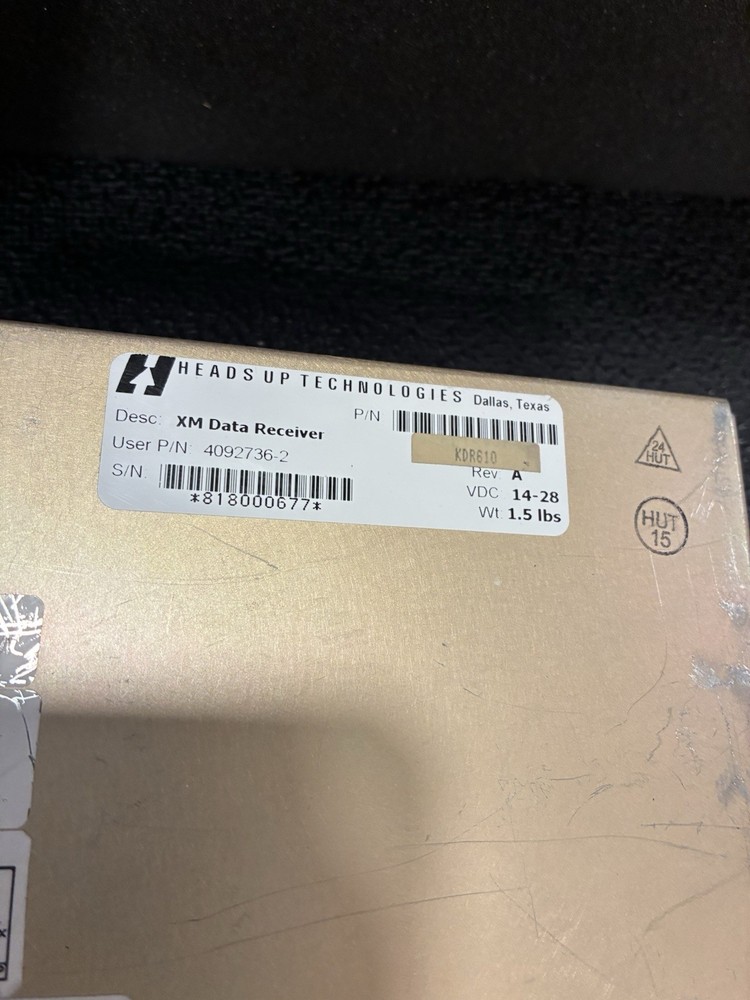 HEADS UP TECHNOLOGIES Dallas, Texas
Desc: XM Data Receiver
P/N
KDR610
User P/N: 4092736-2
Rev: A
S/N:
*818000677*
VDC 14-28
Wt: 1.5 lbs
24
HUT
HUT
15